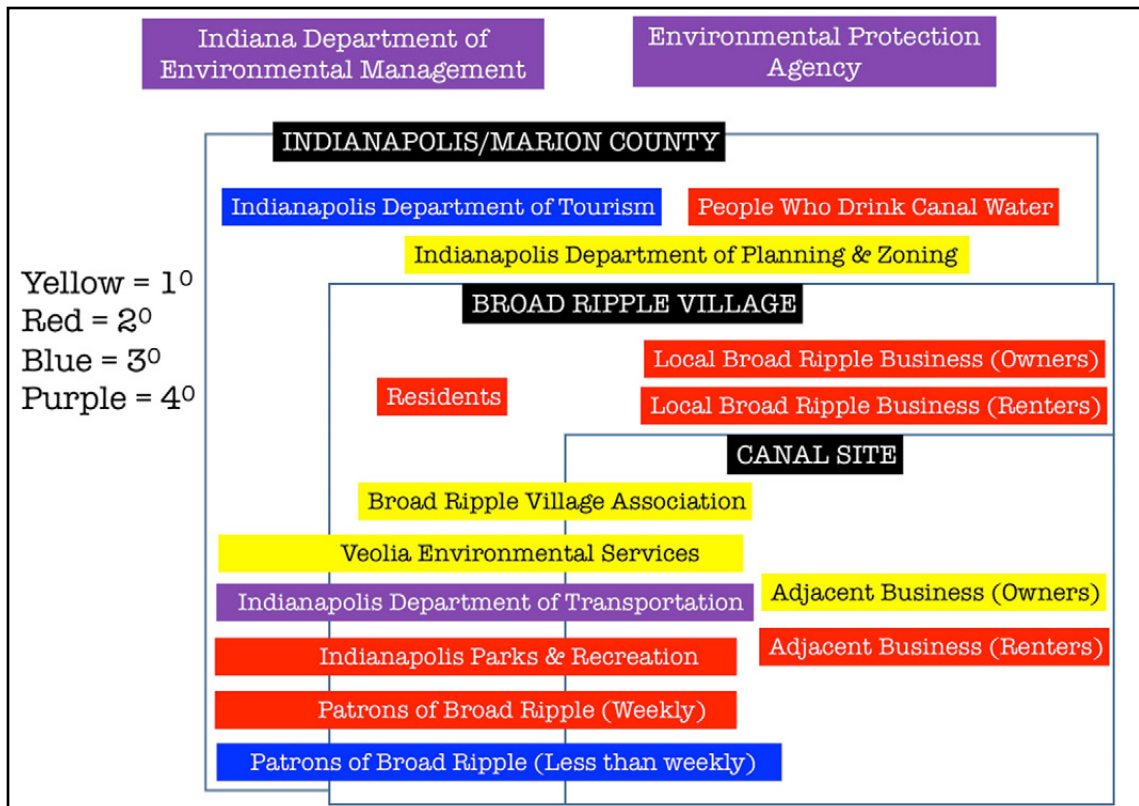 Indiana Department of
Environmental Management
Environmental Protection
Agency
INDIANAPOLIS/MARION COUNTY
Indianapolis Department of Tourism
People Who Drink Canal Water
Indianapolis Department of Planning & Zoning
Yellow = 1⁰
Red = 2⁰
Blue = 3⁰
Purple = 4⁰
BROAD RIPPLE VILLAGE
Local Broad Ripple Business (Owners)
Residents
Local Broad Ripple Business (Renters)
CANAL SITE
Broad Ripple Village Association
Veolia Environmental Services
Indianapolis Department of Transportation
Adjacent Business (Owners)
Indianapolis Parks & Recreation
Adjacent Business (Renters)
Patrons of Broad Ripple (Weekly)
Patrons of Broad Ripple (Less than weekly)